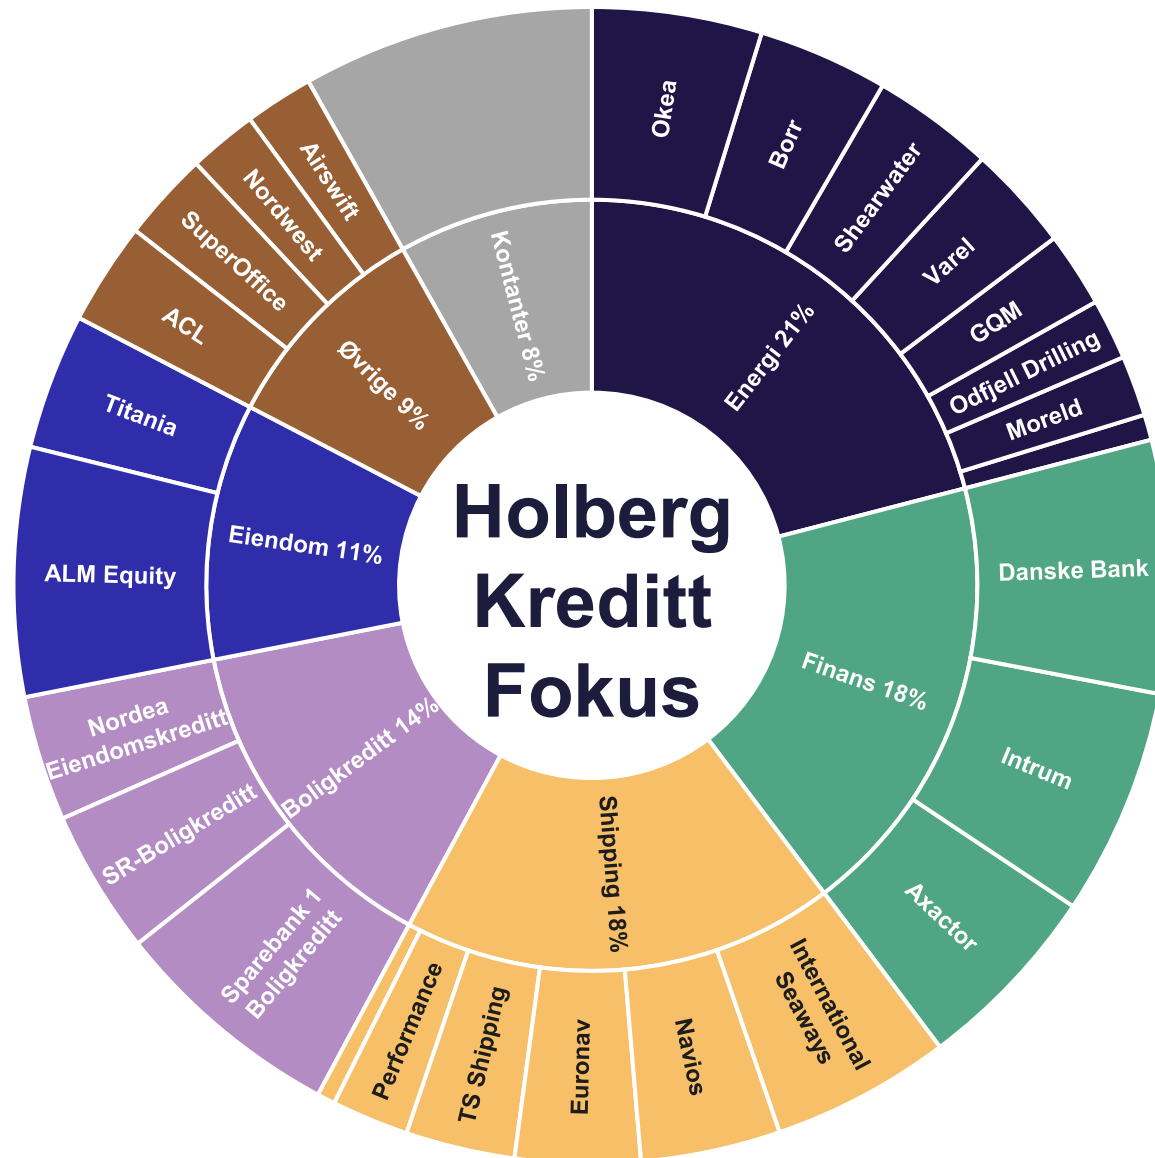 Holberg
Kreditt
Fokus
Energi 21%
Okea
Borr
Shearwater
Varel
GQM
Odfjell Drilling
Moreld
Finans 18%
Danske Bank
Intrum
Axactor
Shipping 18%
International
Seaways
Navios
Euronav
TS Shipping
Performance
Boligkreditt 14%
Sparebank 1
Boligkreditt
SR-Boligkreditt
Nordea
Eiendomskreditt
Eiendom 11%
ALM Equity
Titania
Øvrige 9%
ACL
SuperOffice
Nordwest
Airswift
Kontanter 8%